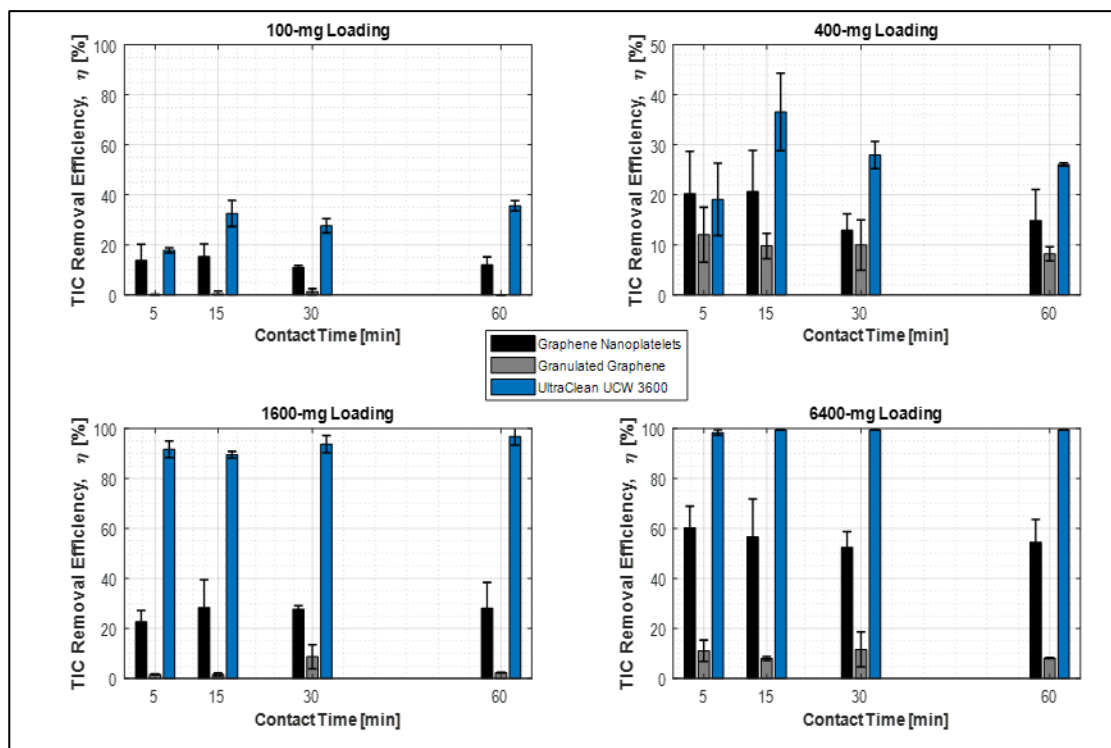 100-mg Loading
TIC Removal Efficiency, η [%]
100
80
60
40
20
0
5 15 30 60
Contact Time [min]
400-mg Loading
TIC Removal Efficiency, η [%]
50
40
30
20
10
0
5 15 30 60
Contact Time [min]
Graphene Nanoplatelets
Granulated Graphene
UltraClean UCW 3600
1600-mg Loading
TIC Removal Efficiency, η [%]
100
80
60
40
20
0
5 15 30 60
Contact Time [min]
6400-mg Loading
TIC Removal Efficiency, η [%]
100
80
60
40
20
0
5 15 30 60
Contact Time [min]